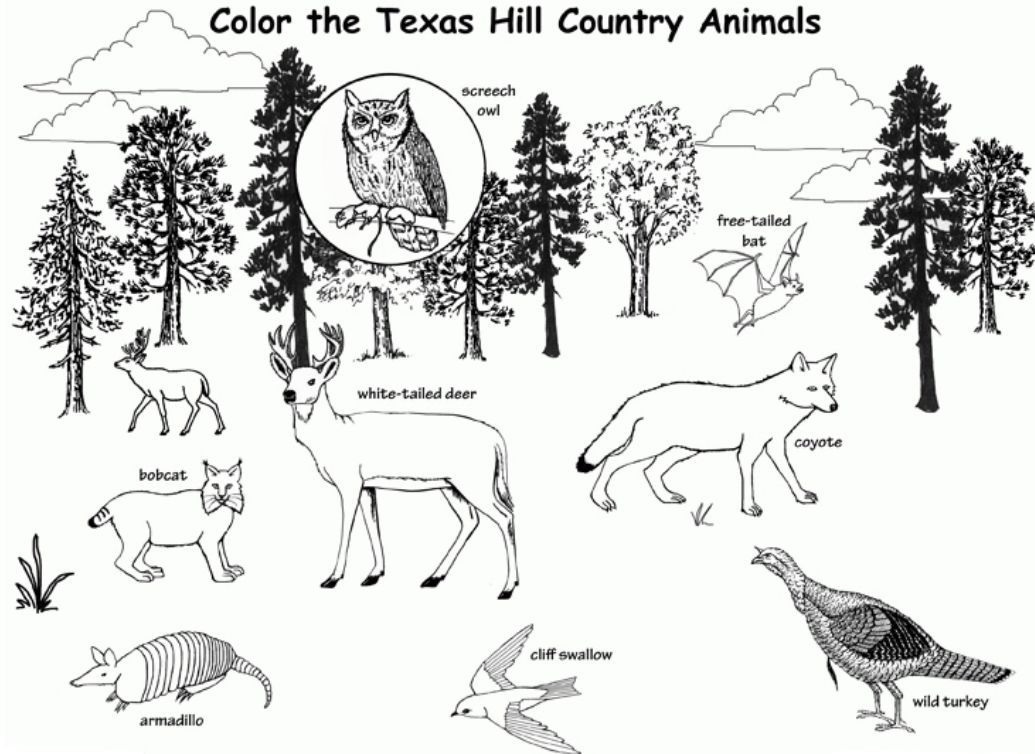 Color the Texas Hill Country Animals
screech
owl
free-tailed
bat
white-tailed deer
coyote
bobcat
cliff swallow
wild turkey
armadillo